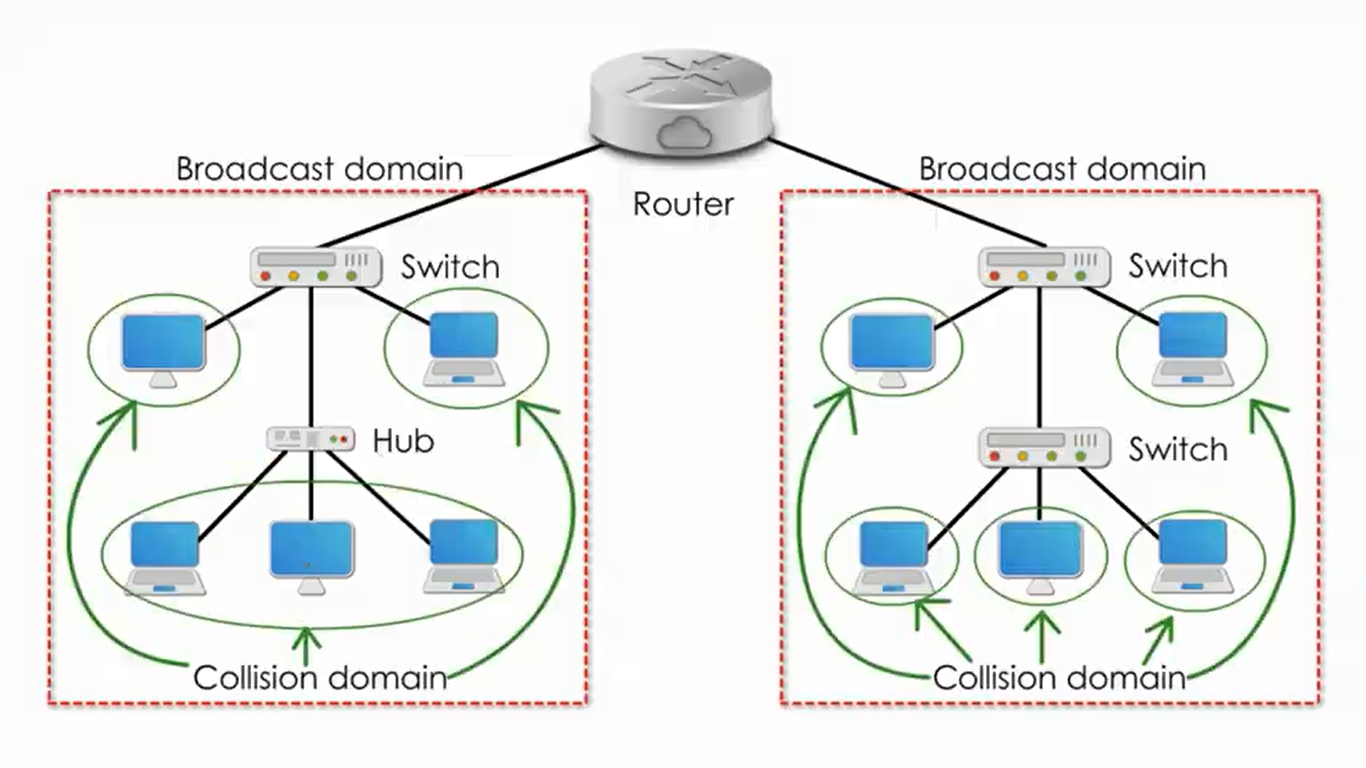 Broadcast domain
Broadcast domain
Router
Switch
Switch
Hub
Switch
Collision domain
Collision domain